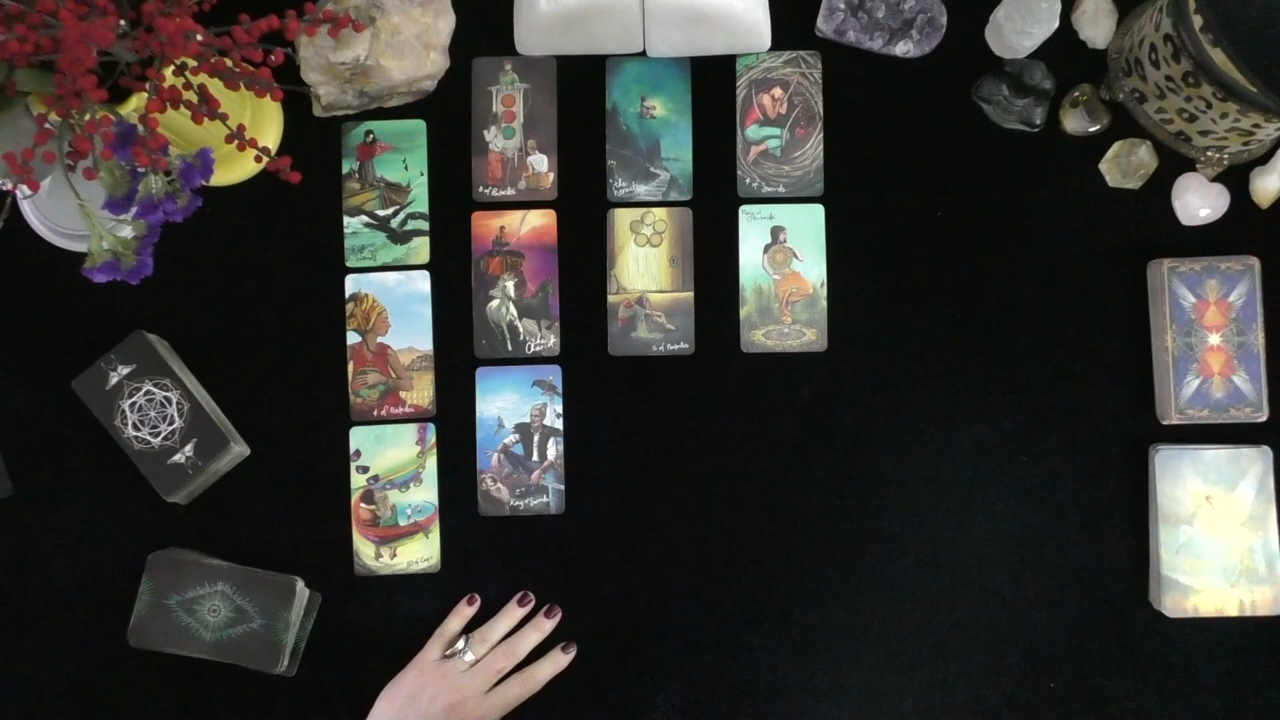 Swords
4 of Pentacles
10 of Cups
8 of Pentacles
the
Chariot
King of Swords
the
hermit
5 of Pentacles
4 of Swords
Page of
Pentacles